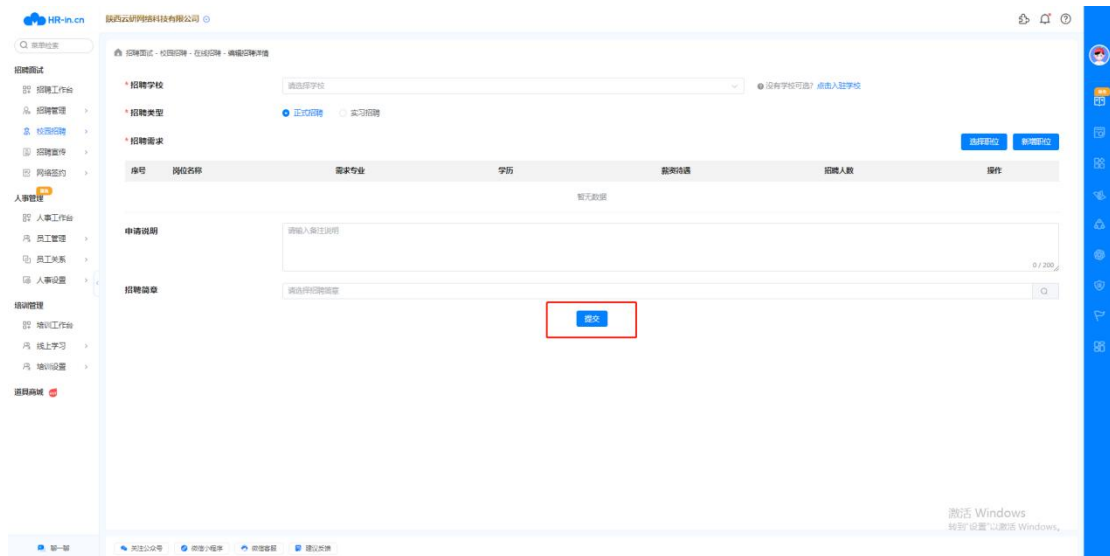 HR-in.cn
陕西云研网络科技有限公司
菜单检索
招聘面试 - 校园招聘 - 在线招聘 - 编辑招聘详情
招聘面试
招聘工作台
招聘管理
校园招聘
招聘宣传
网络签约
人事管理
人事工作台
员工管理
员工关系
人事设置
培训管理
培训工作台
线上学习
培训设置
道具商城
*招聘学校 请选择学校 没有学校可选？点击入驻学校
*招聘类型 正式招聘 实习招聘
*招聘需求 选择职位 新增职位
序号 岗位名称 需求专业 学历 薪资待遇 招聘人数 操作
暂无数据
申请说明 请输入备注说明
0 / 200
招聘简章 请选择招聘简章
提交
激活 Windows
转到"设置"以激活 Windows。
聊一聊 关注公众号 微信小程序 微信客服 建议反馈